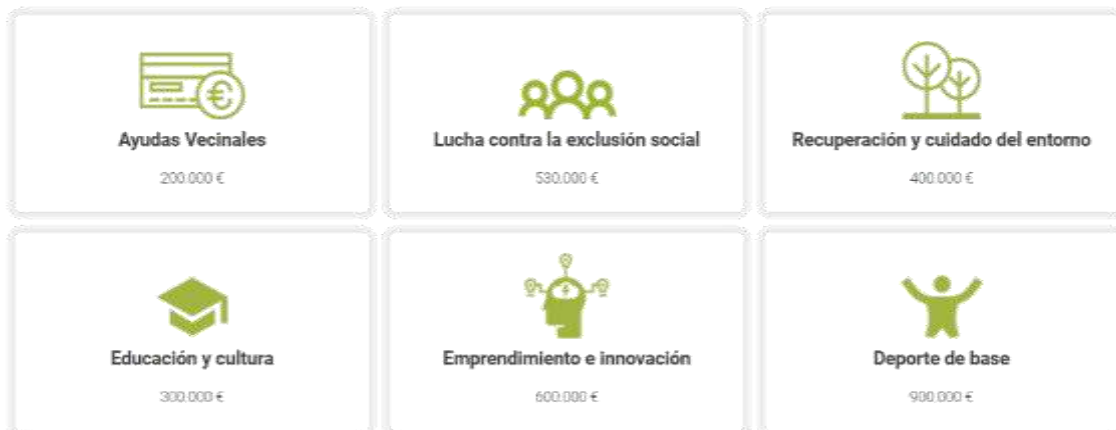 Ayudas Vecinales
200.000 €
Lucha contra la exclusión social
530.000 €
Recuperación y cuidado del entorno
400.000 €
Educación y cultura
300.000 €
Emprendimiento e innovación
600.000 €
Deporte de base
900.000 €